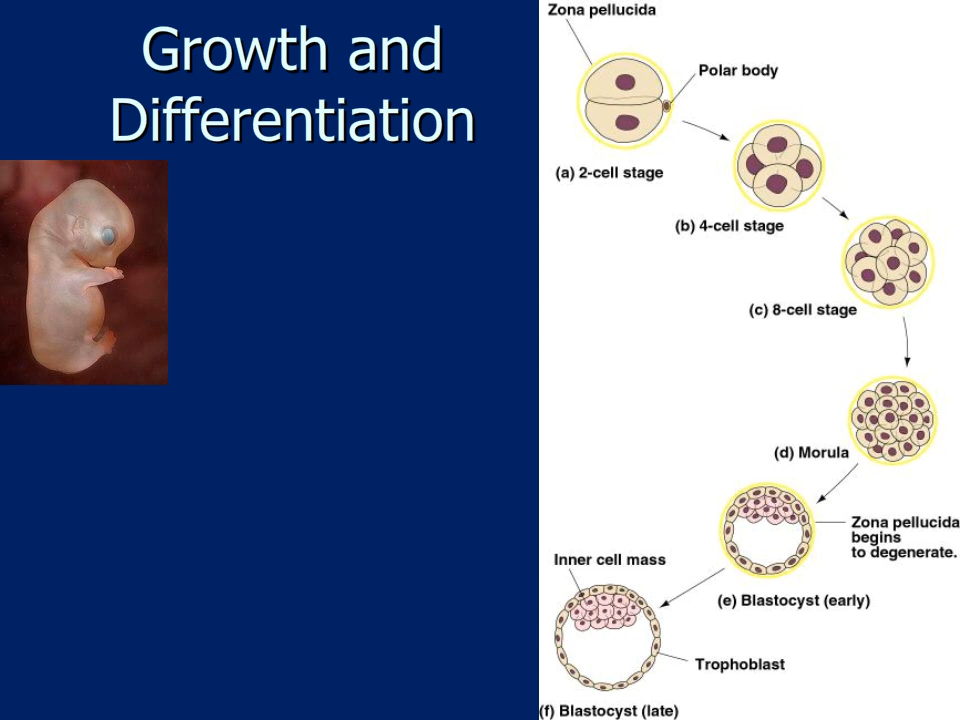 Growth and
Differentiation
Zona pellucida
Polar body
(a) 2-cell stage
(b) 4-cell stage
(c) 8-cell stage
(d) Morula
Zona pellucida
begins
to degenerate.
Inner cell mass
(e) Blastocyst (early)
Trophoblast
(f) Blastocyst (late)